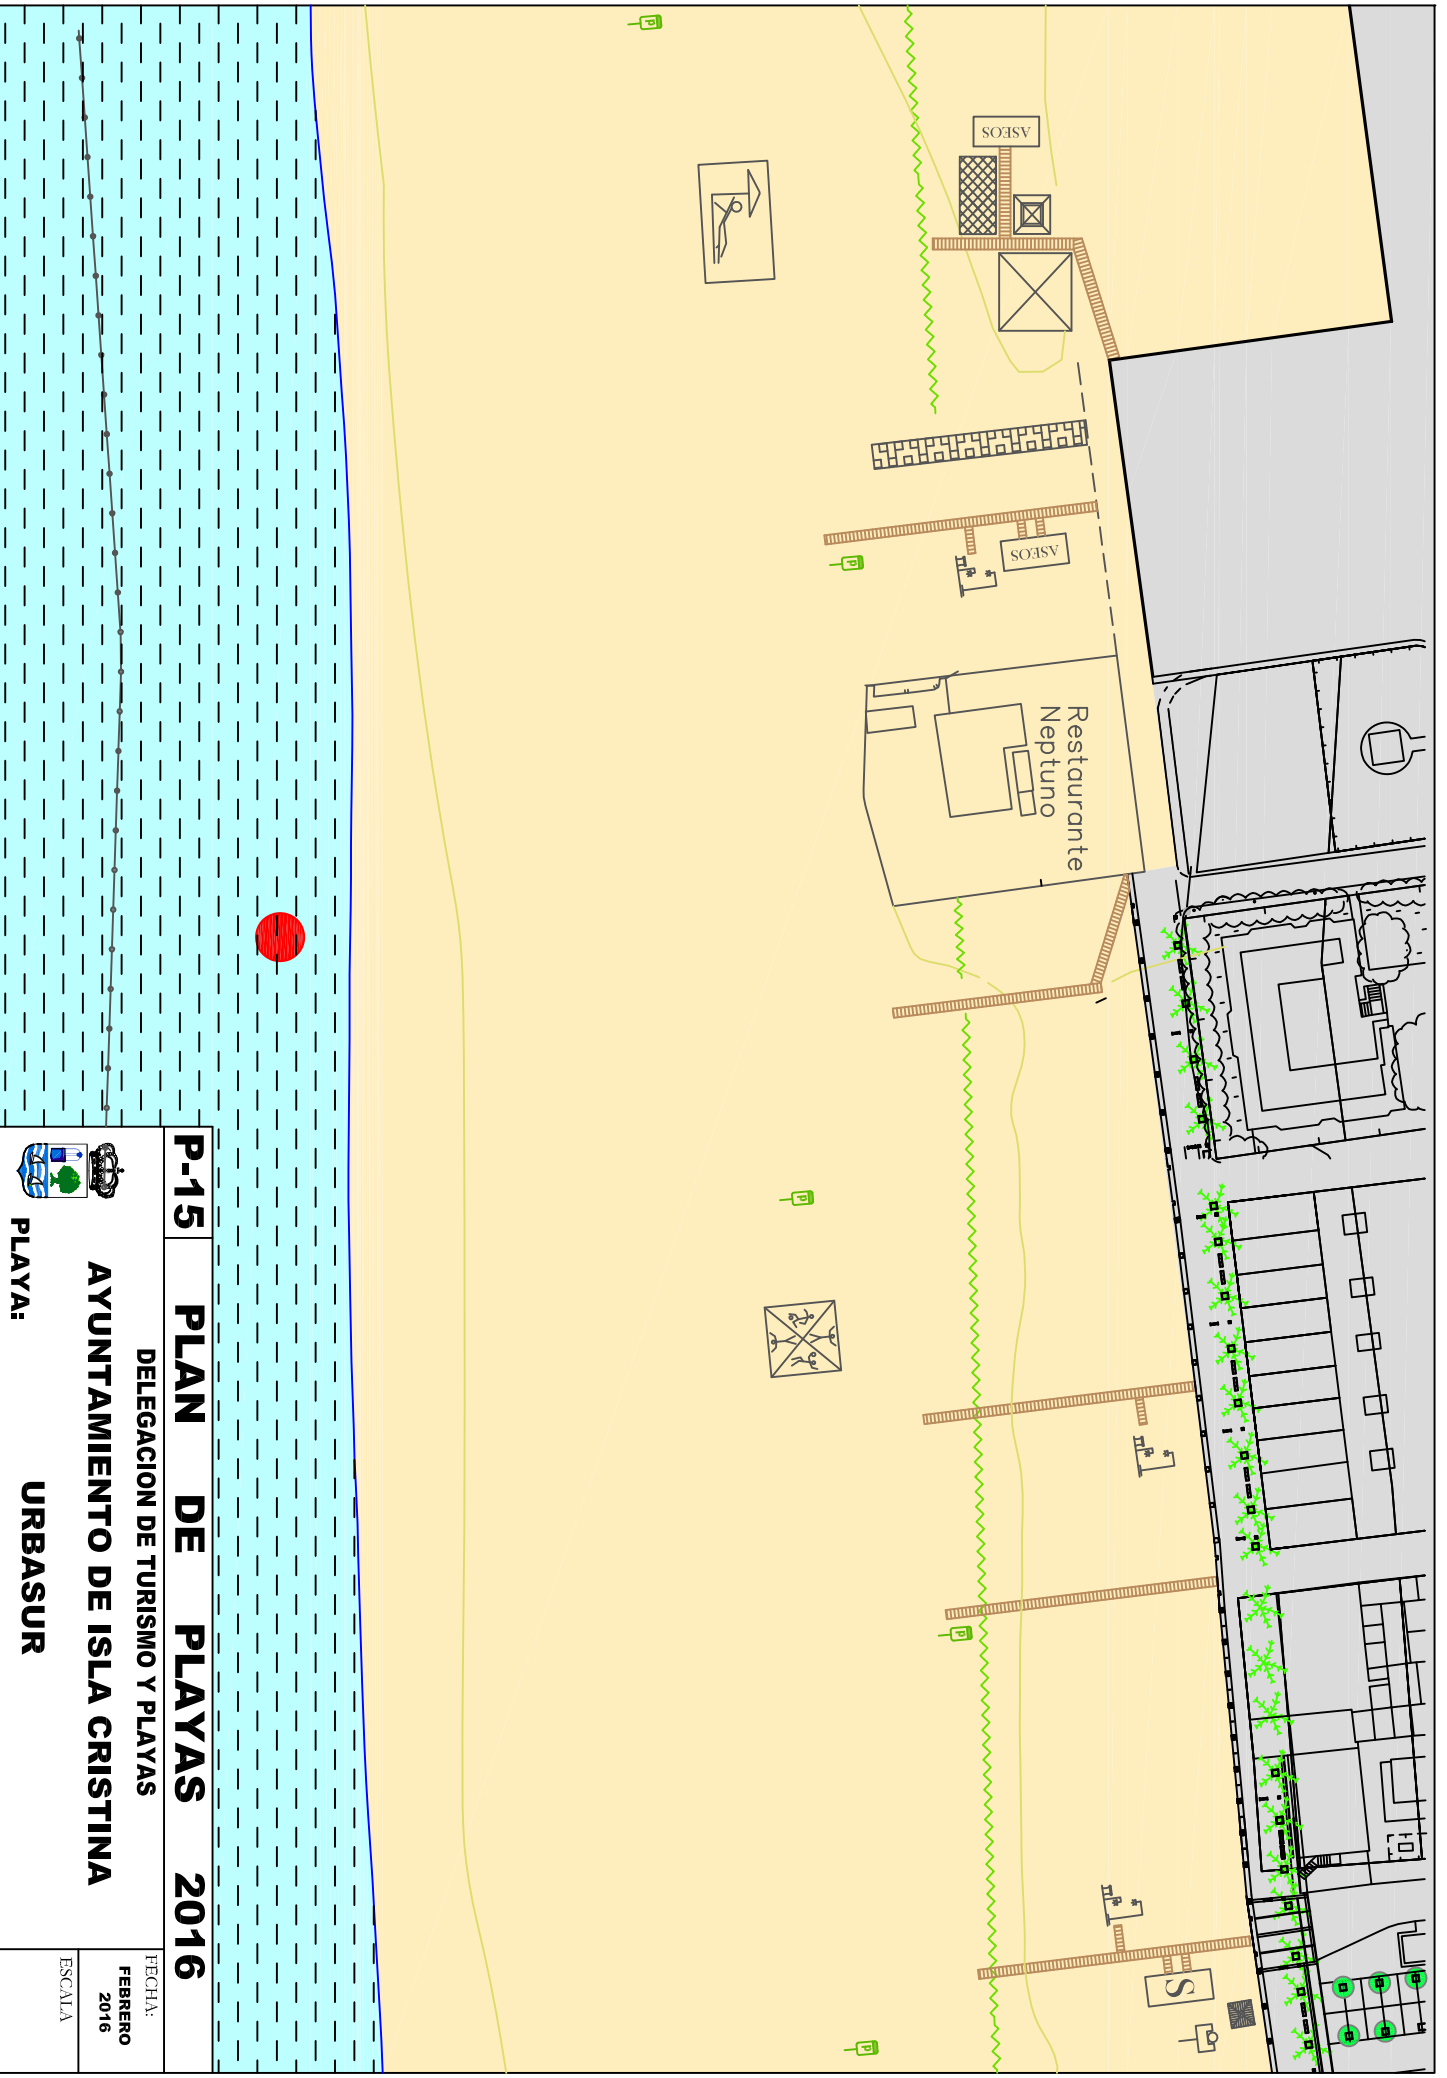 ASEOS
ASEOS
Restaurante
Neptuno
S
P
P
P
P
P
P-15 PLAN DE PLAYAS 2016
DELEGACION DE TURISMO Y PLAYAS
AYUNTAMIENTO DE ISLA CRISTINA
PLAYA:
URBASUR
FECHA:
FEBRERO
2016
ESCALA